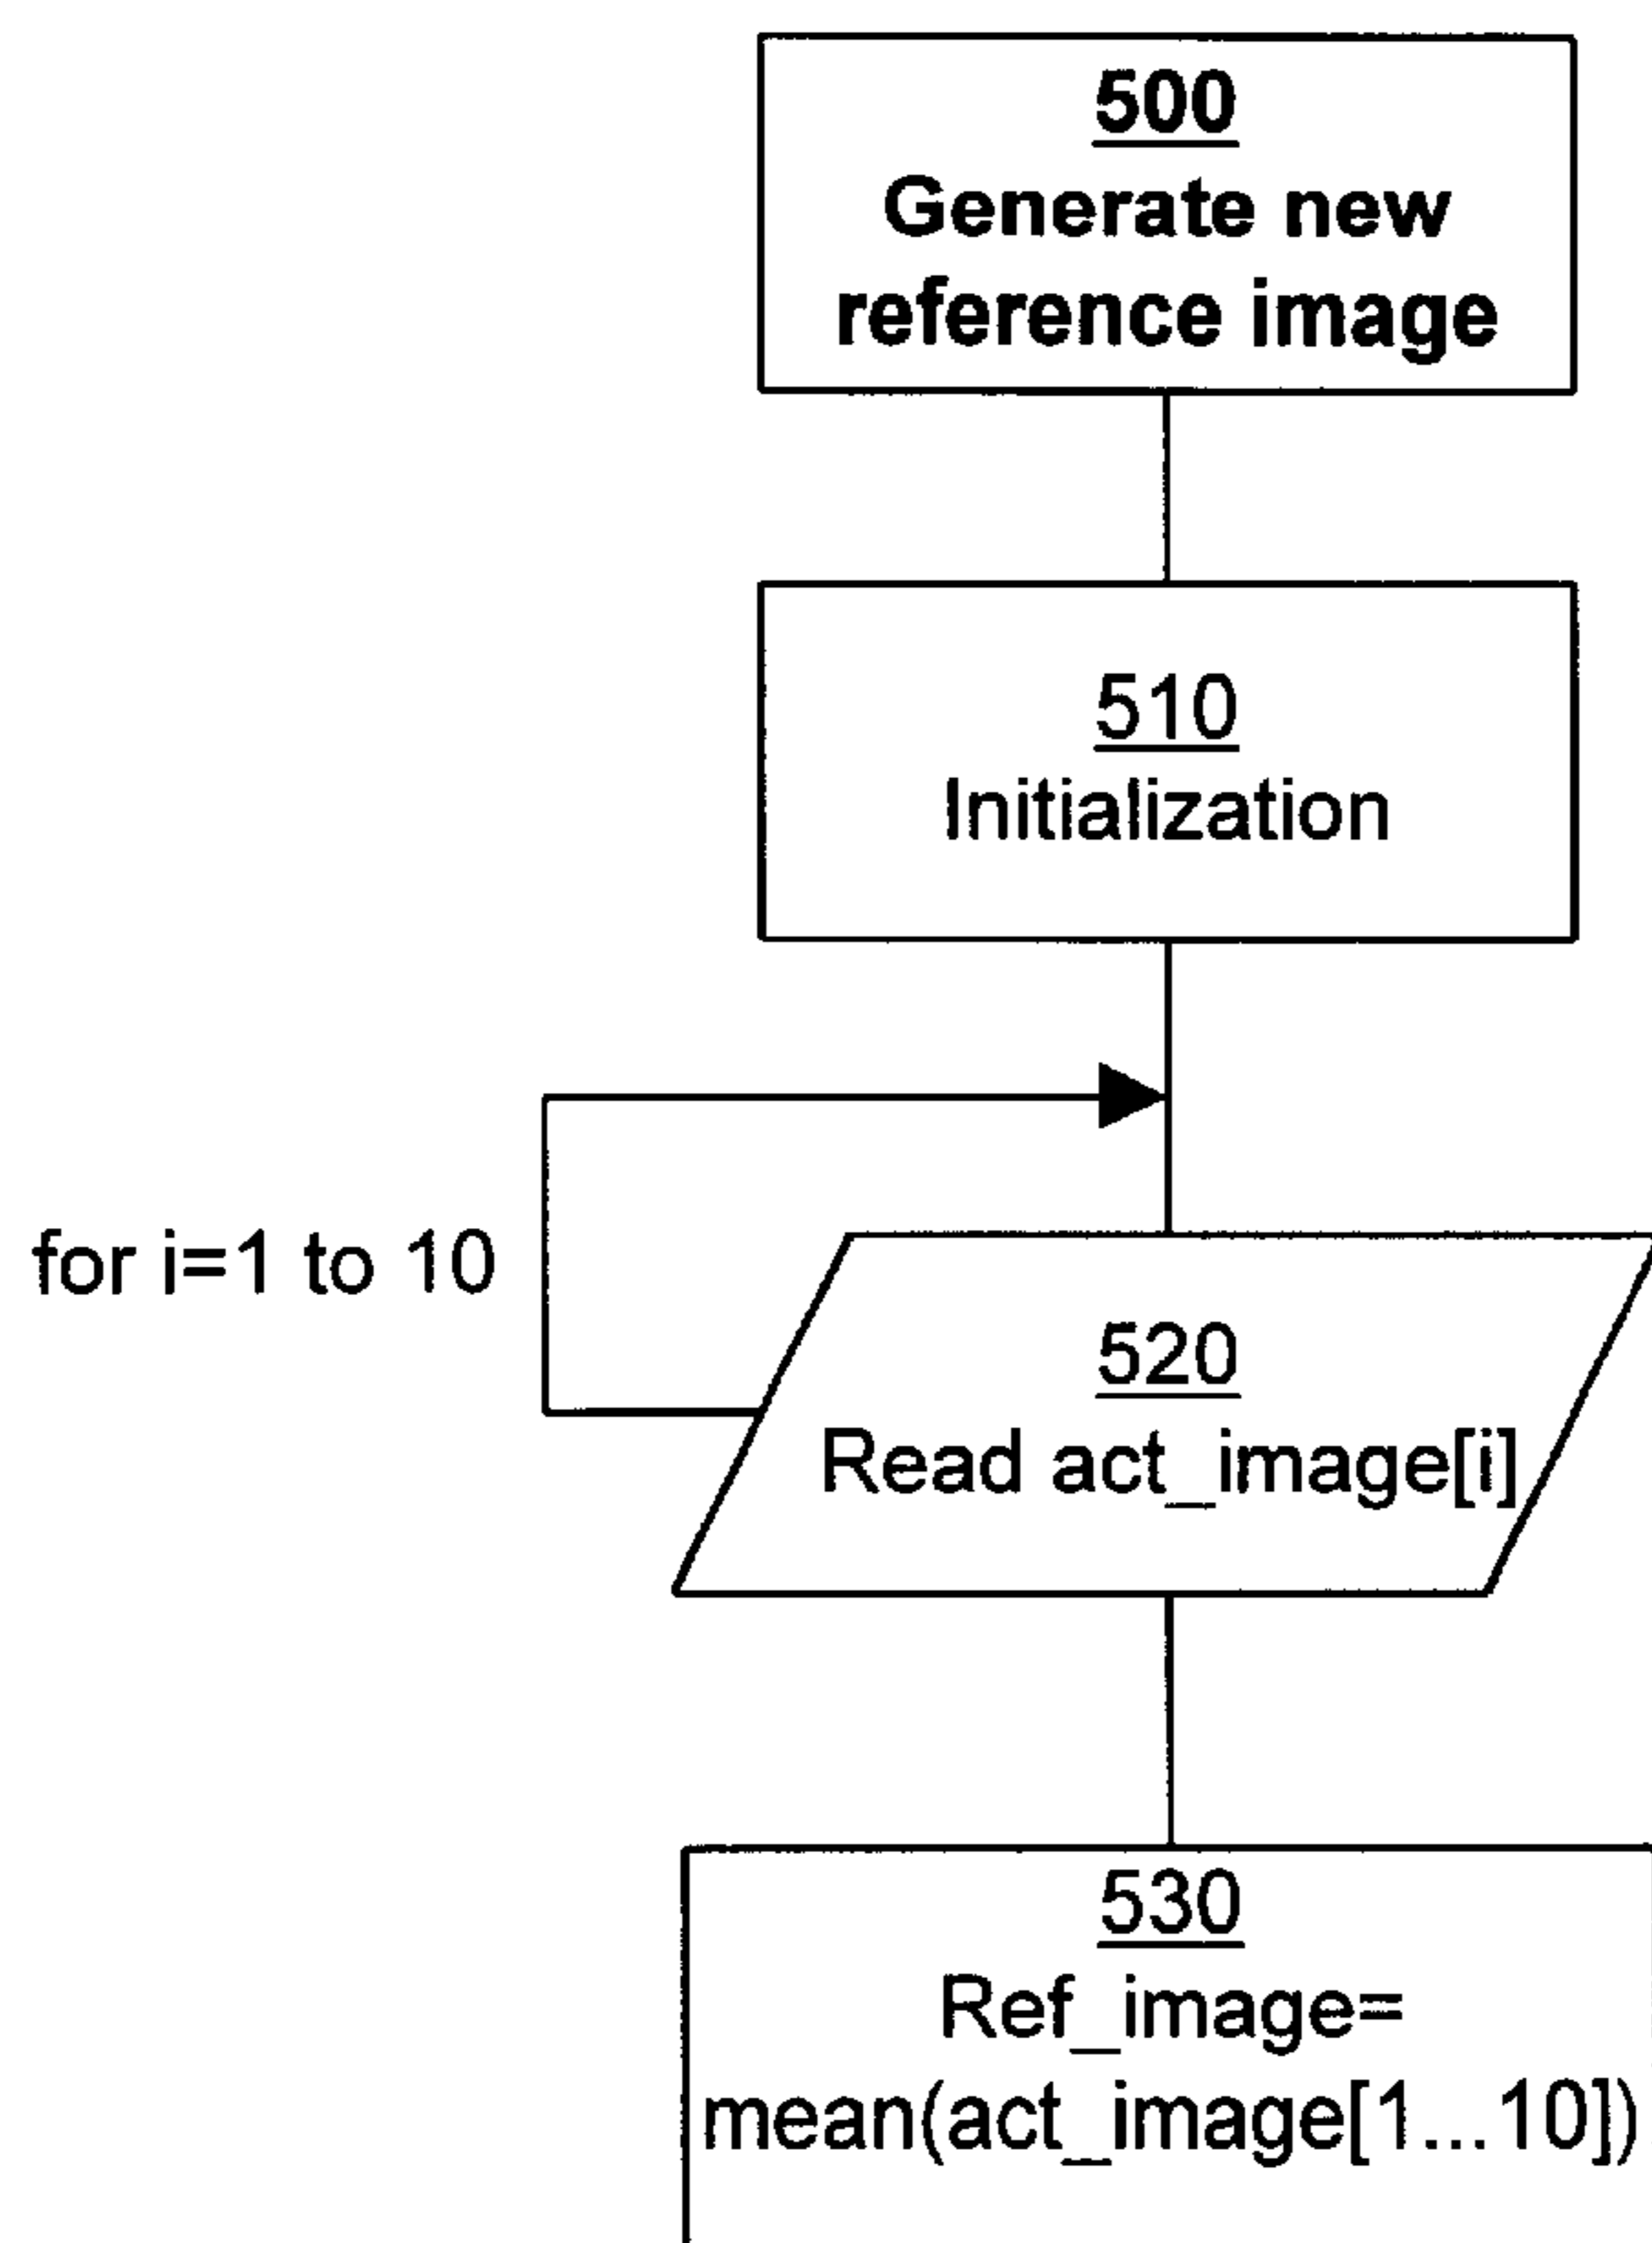 500
Generate new
reference image
510
Initialization
for i=1 to 10
520
Read act_image[i]
530
Ref_image=
mean(act_image[1...10])